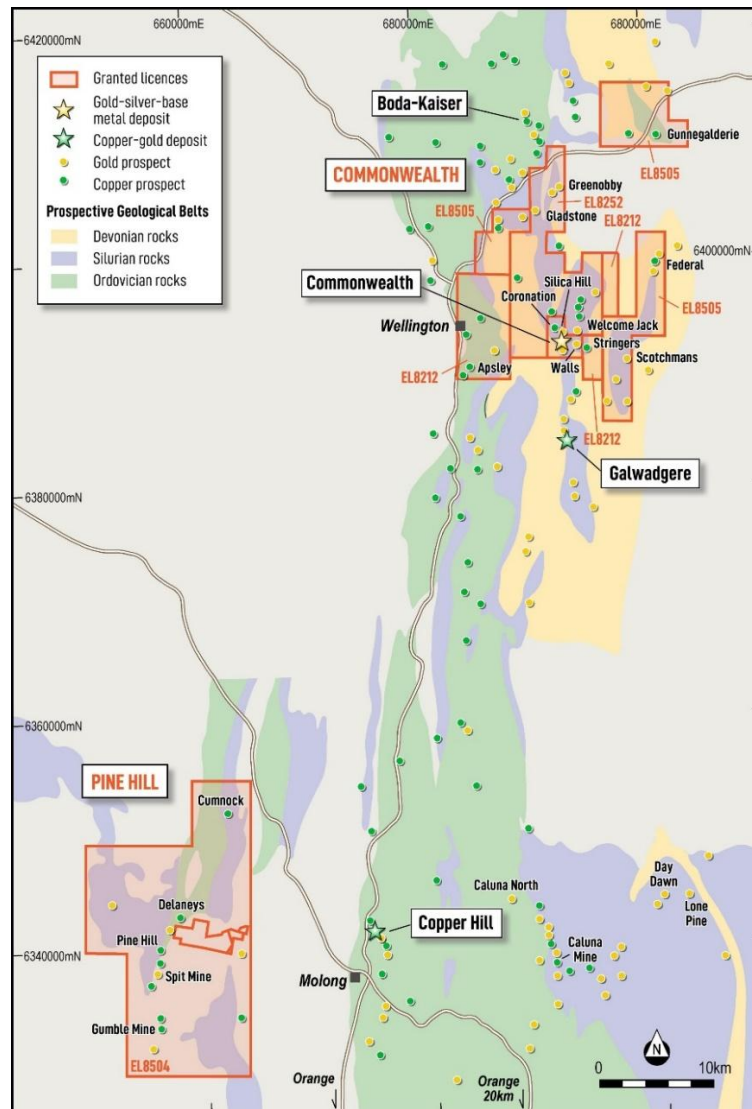 660000mE
680000mE
680000mE
6420000mN
Granted licences
Gold-silver-base
metal deposit
Copper-gold deposit
Gold prospect
Copper prospect
Prospective Geological Belts
Devonian rocks
Silurian rocks
Ordovician rocks
Boda-Kaiser
Gunnegalderie
COMMONWEALTH
EL8505
Greenobby
EL8252
EL8505
Gladstone
EL8212
6400000mN
Federal
Commonwealth
Silica Hill
Coronation
EL8505
Wellington
Welcome Jack
Stringers
Scotchmans
Apsley
Walls
EL8212
EL8212
Galwadgere
6380000mN
6360000mN
PINE HILL
Cumnock
Day
Dawn
Caluna North
Lone
Pine
Delaneys
Copper Hill
Pine Hill
Caluna
Mine
6340000mN
Spit Mine
Molong
Gumble Mine
EL8504
N
0
10km
Orange
Orange
20km